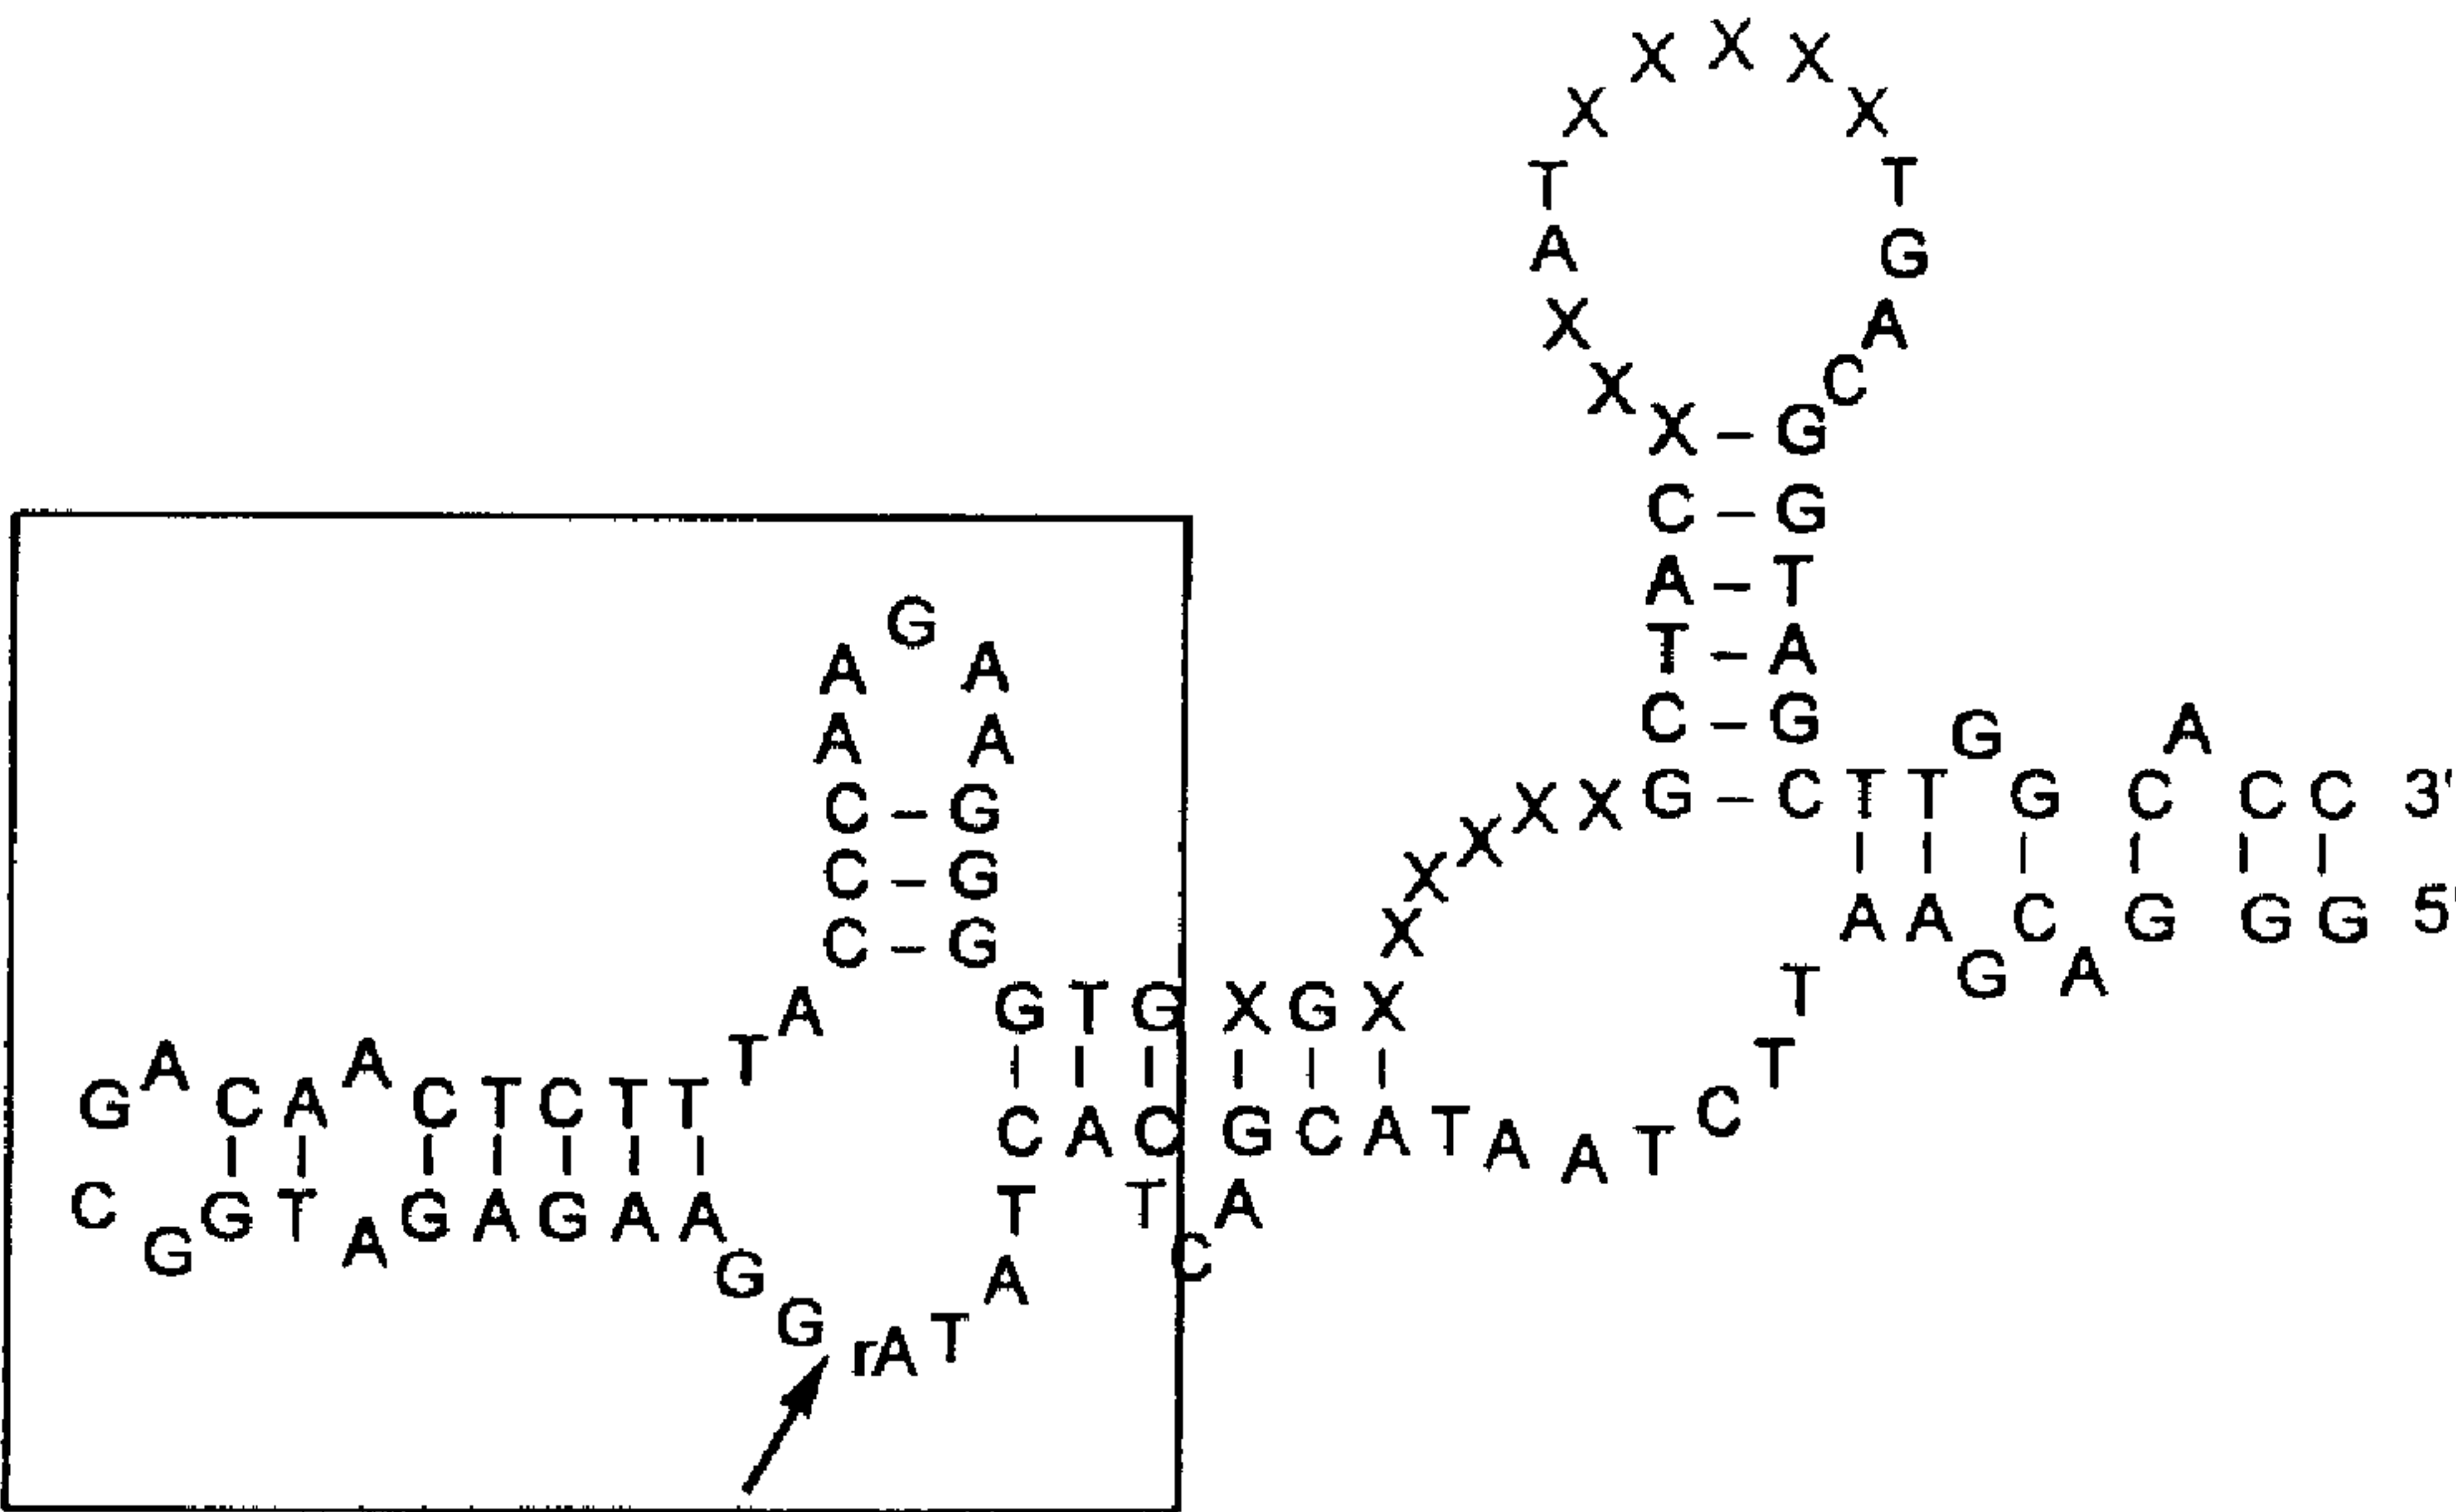 X X X
X X
T T
A G
X A
X C
X – G
C – G
G A – T
A A T – A
A A C – G G A
C – G X X G – C T T G C C C 3'
C – G X X
C – G X A A C G G G 5'
A G T G X G X T G A
T T
G A C A A C T C T T C A C G C A T A A T C
C G G T A G A G A A T T A
G A C
G rA T